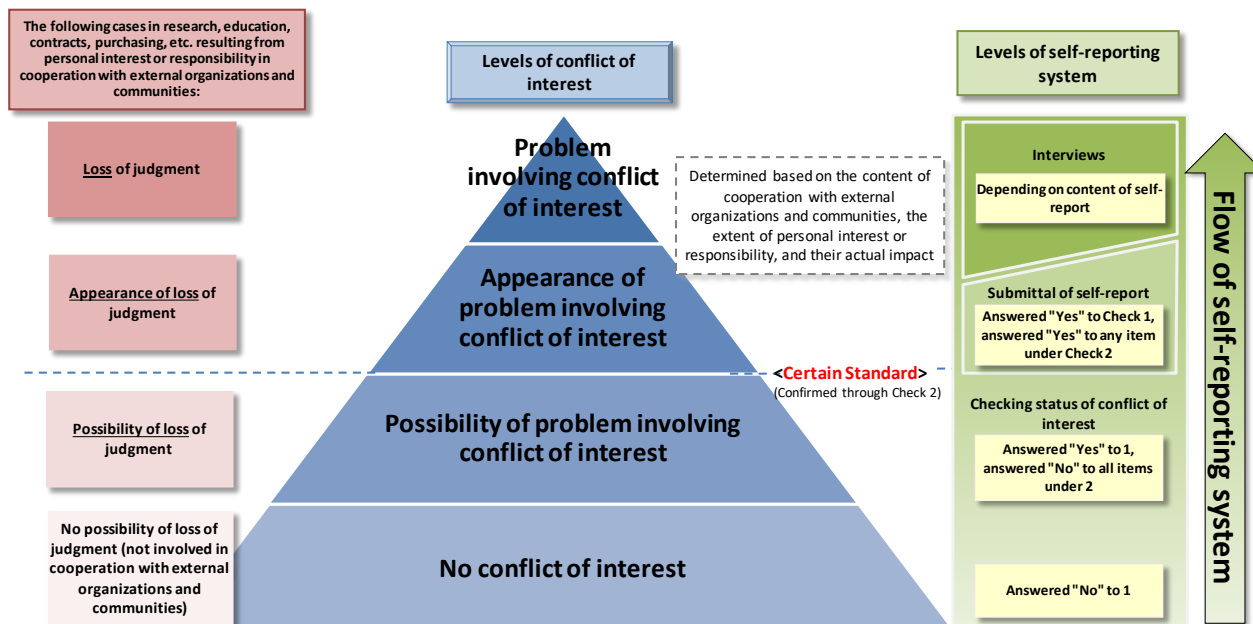 The following cases in research, education,
contracts, purchasing, etc. resulting from
personal interest or responsibility in
cooperation with external organizations and
communities:
Loss of judgment
Appearance of loss of
judgment
Possibility of loss of
judgment
No possibility of loss of
judgment (not involved in
cooperation with external
organizations and
communities)
Levels of conflict of
interest
Problem
involving conflict
of interest
Appearance of
problem involving
conflict of interest
Possibility of problem involving
conflict of interest
No conflict of interest
Determined based on the content of
cooperation with external
organizations and communities, the
extent of personal interest or
responsibility, and their actual impact
<Certain Standard>
(Confirmed through Check 2)
Levels of self-reporting
system
Interviews
Depending on content of self-
report
Submittal of self-report
Answered "Yes" to Check 1,
answered "Yes" to any item
under Check 2
Checking status of conflict of
interest
Answered "Yes" to 1,
answered "No" to all items
under 2
Answered "No" to 1
Flow of self-reporting system